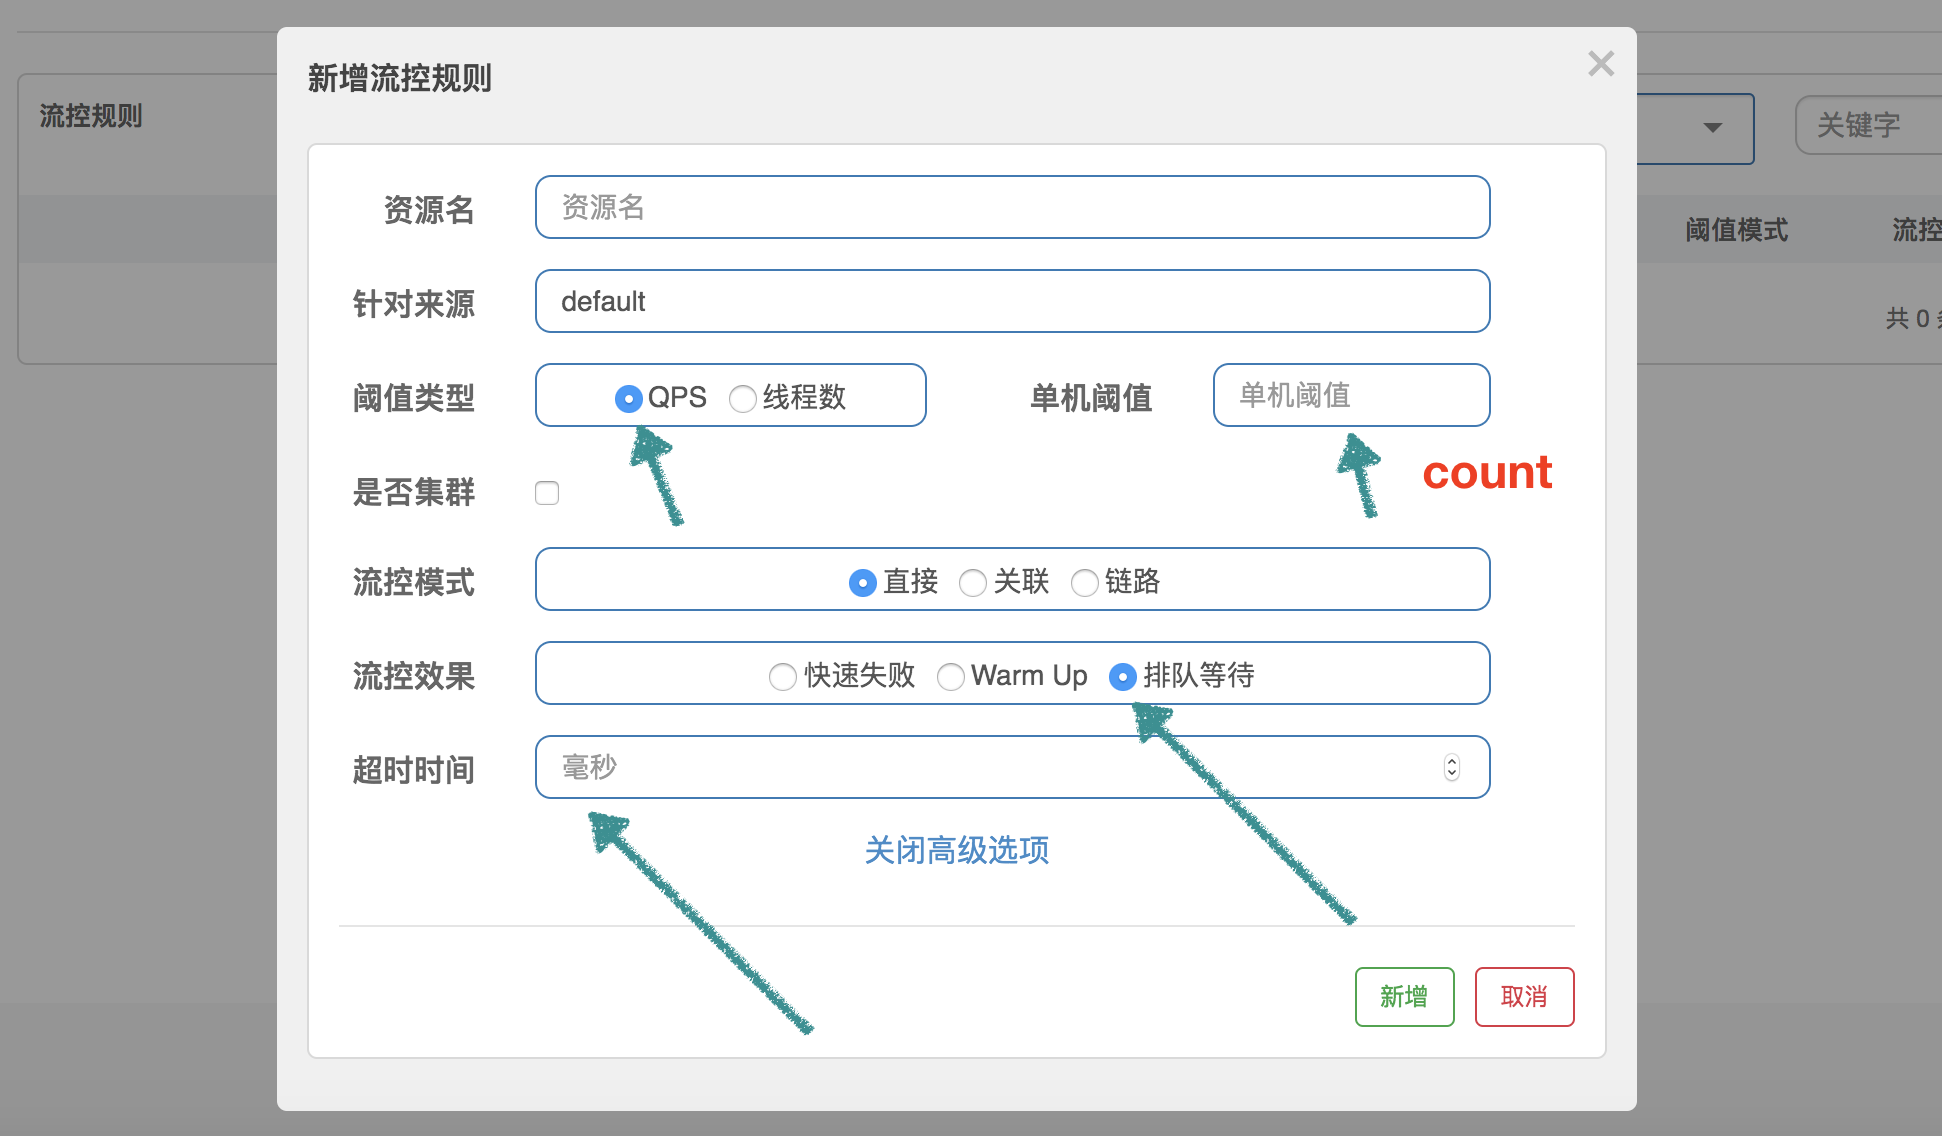 新增流控规则
流控规则
关键字
资源名 资源名
阈值模式 流控
针对来源 default
共 0
阈值类型 QPS 线程数 单机阈值 单机阈值
count
是否集群
流控模式 直接 关联 链路
流控效果 快速失败 Warm Up 排队等待
超时时间 毫秒
关闭高级选项
新增 取消